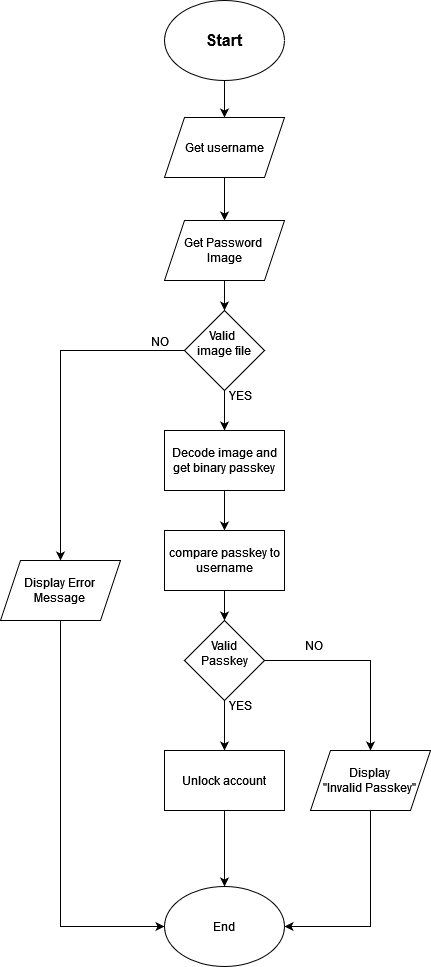 Start
Get username
Get Password
Image
Valid
image file
NO
YES
Decode image and
get binary passkey
compare passkey to
username
Display Error
Message
Valid
Passkey
NO
YES
Unlock account
Display
"Invalid Passkey"
End